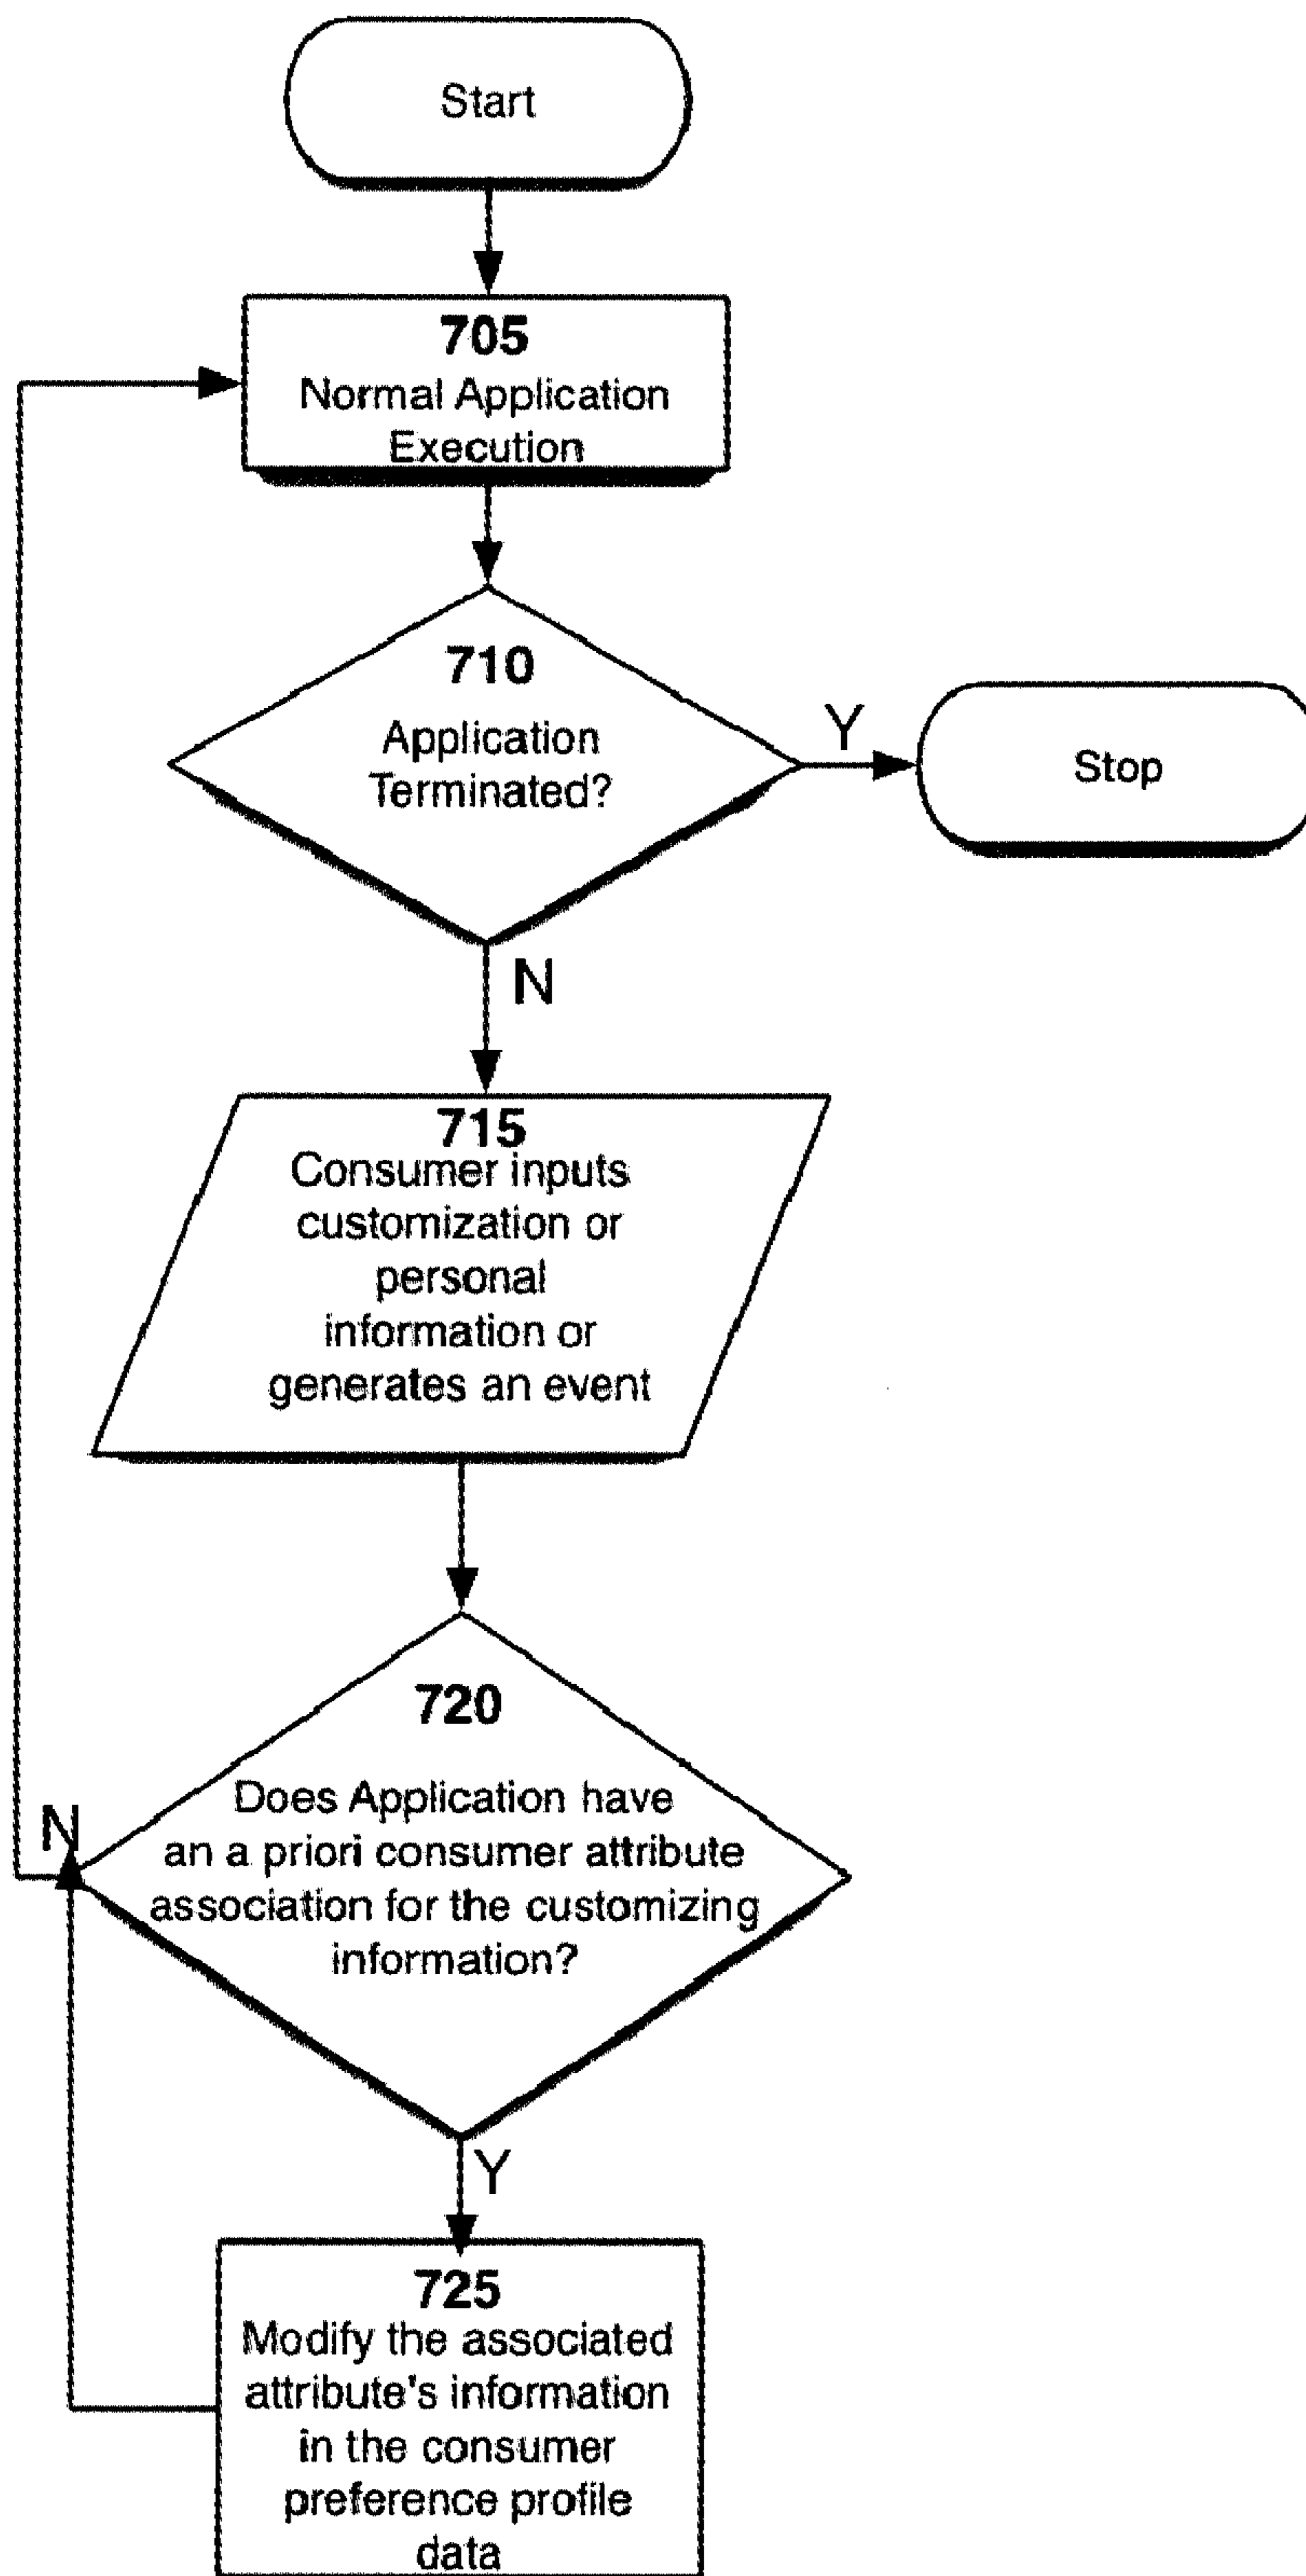 Start
705
Normal Application
Execution
710
Application
Terminated?
Y
Stop
N
715
Consumer inputs
customization or
personal
information or
generates an event
720
Does Application have
an a priori consumer attribute
association for the customizing
information?
N
Y
725
Modify the associated
attribute's information
in the consumer
preference profile
data